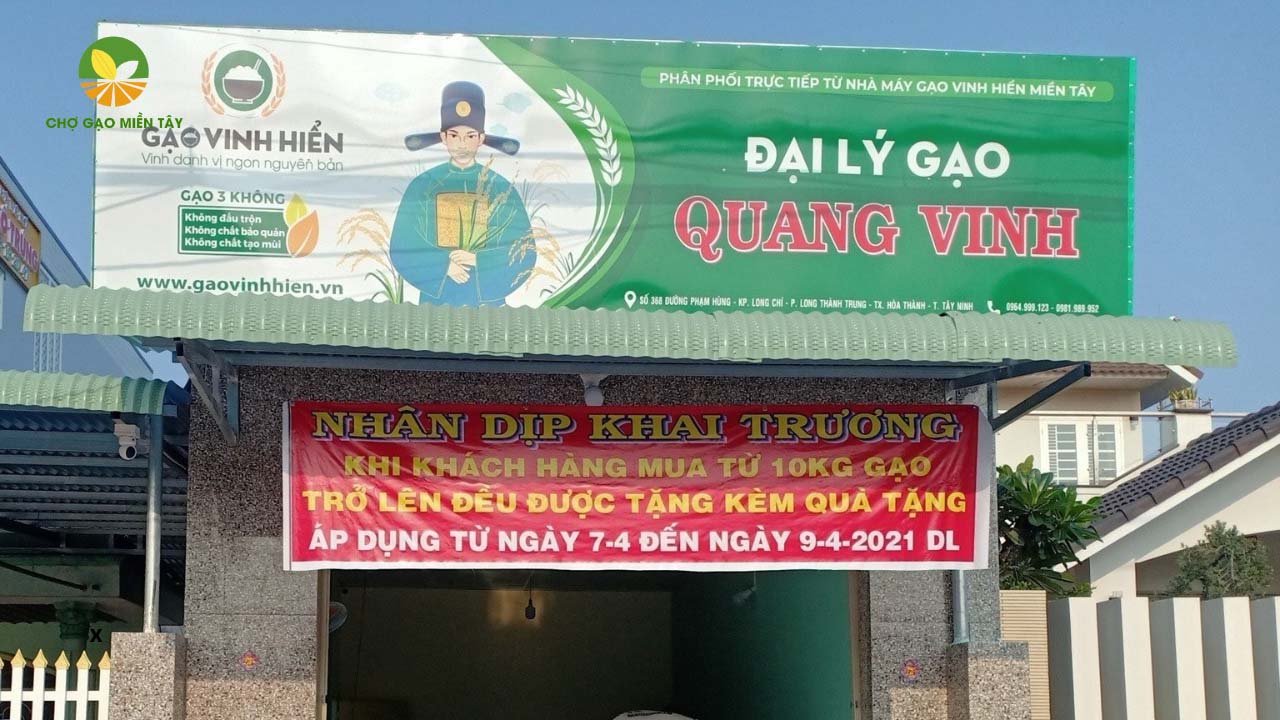 CHỢ GẠO MIỀN TÂY
GẠO VINH HIỂN
Vinh danh vị ngon nguyên bản
GẠO 3 KHÔNG
Không đấu trộn
Không chất bảo quản
Không chất tạo mùi
www.gaovinhhien.vn
PHÂN PHỐI TRỰC TIẾP TỪ NHÀ MÁY GẠO VINH HIỂN MIỀN TÂY
ĐẠI LÝ GẠO
QUANG VINH
SỐ 368 ĐƯỜNG PHẠM HÙNG - KP. LONG CHÍ - P. LONG THÀNH TRUNG - TX. HÒA THÀNH - T. TÂY NINH
0964.999.123 - 0981.989.952
NHÂN DỊP KHAI TRƯƠNG
KHI KHÁCH HÀNG MUA TỪ 10KG GẠO
TRỞ LÊN ĐỀU ĐƯỢC TẶNG KÈM QUÀ TẶNG
ÁP DỤNG TỪ NGÀY 7-4 ĐẾN NGÀY 9-4-2021 DL